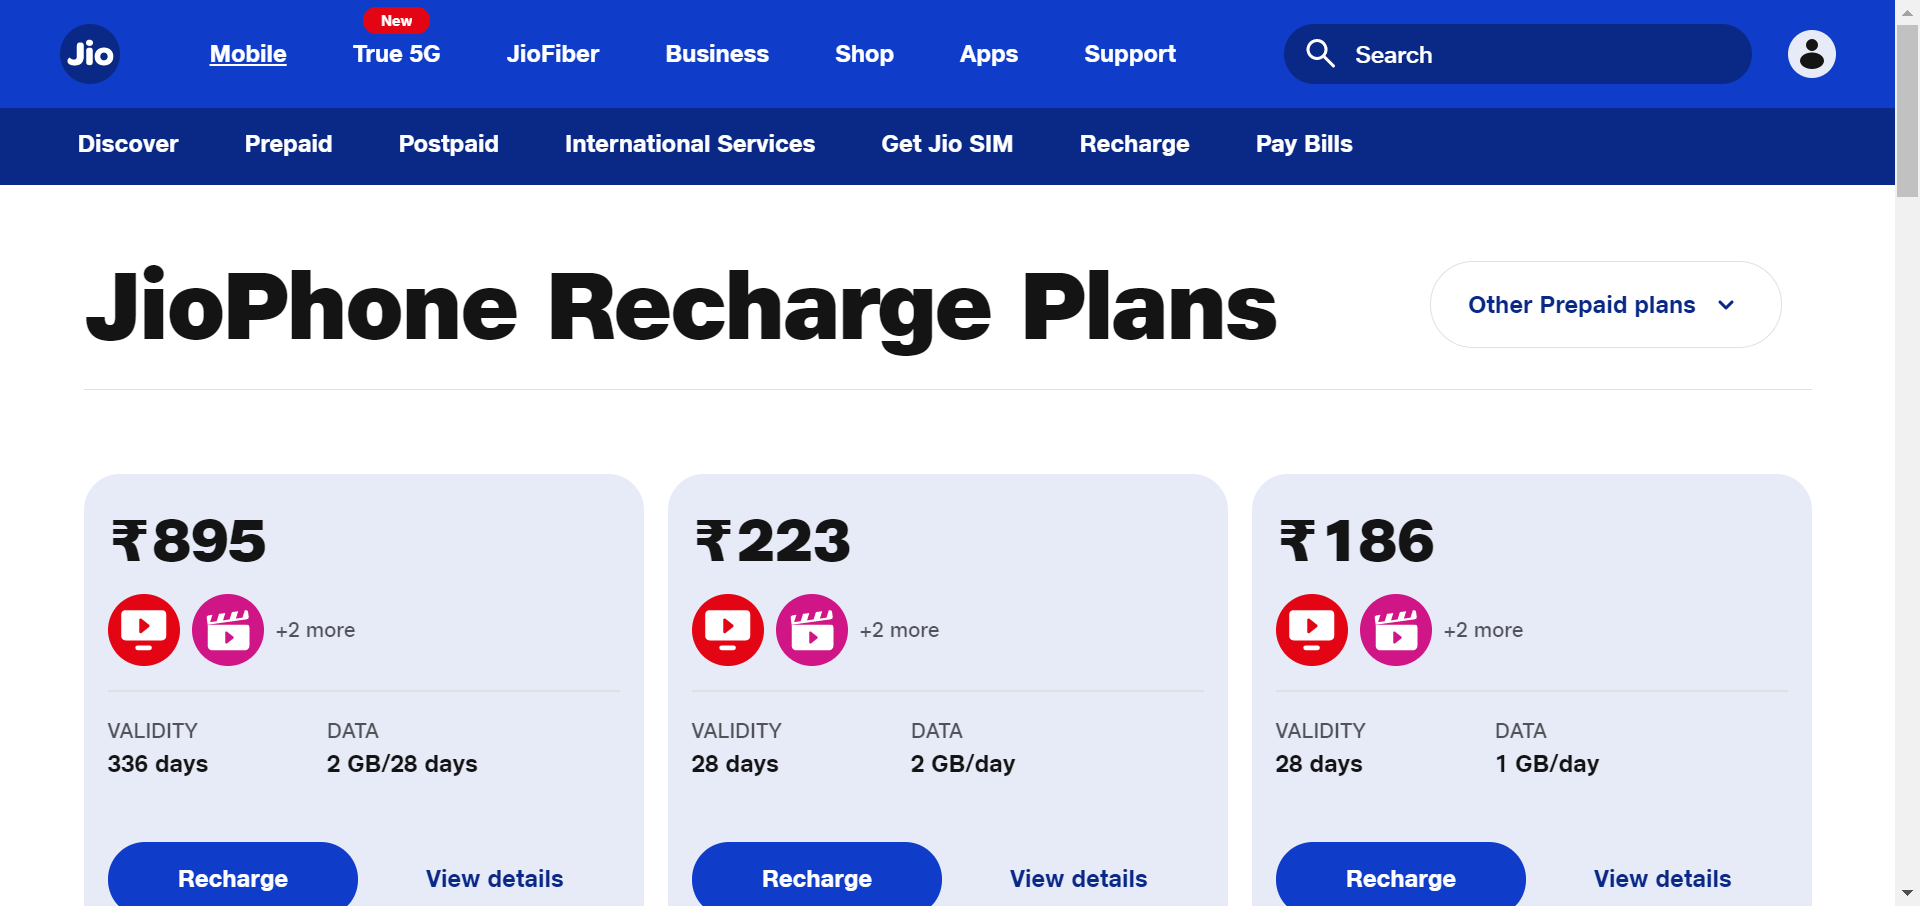 New
Jio Mobile True 5G JioFiber Business Shop Apps Support Search
Discover Prepaid Postpaid International Services Get Jio SIM Recharge Pay Bills
JioPhone Recharge Plans
Other Prepaid plans
₹895
+2 more
VALIDITY DATA
336 days 2 GB/28 days
Recharge View details
₹223
+2 more
VALIDITY DATA
28 days 2 GB/day
Recharge View details
₹186
+2 more
VALIDITY DATA
28 days 1 GB/day
Recharge View details